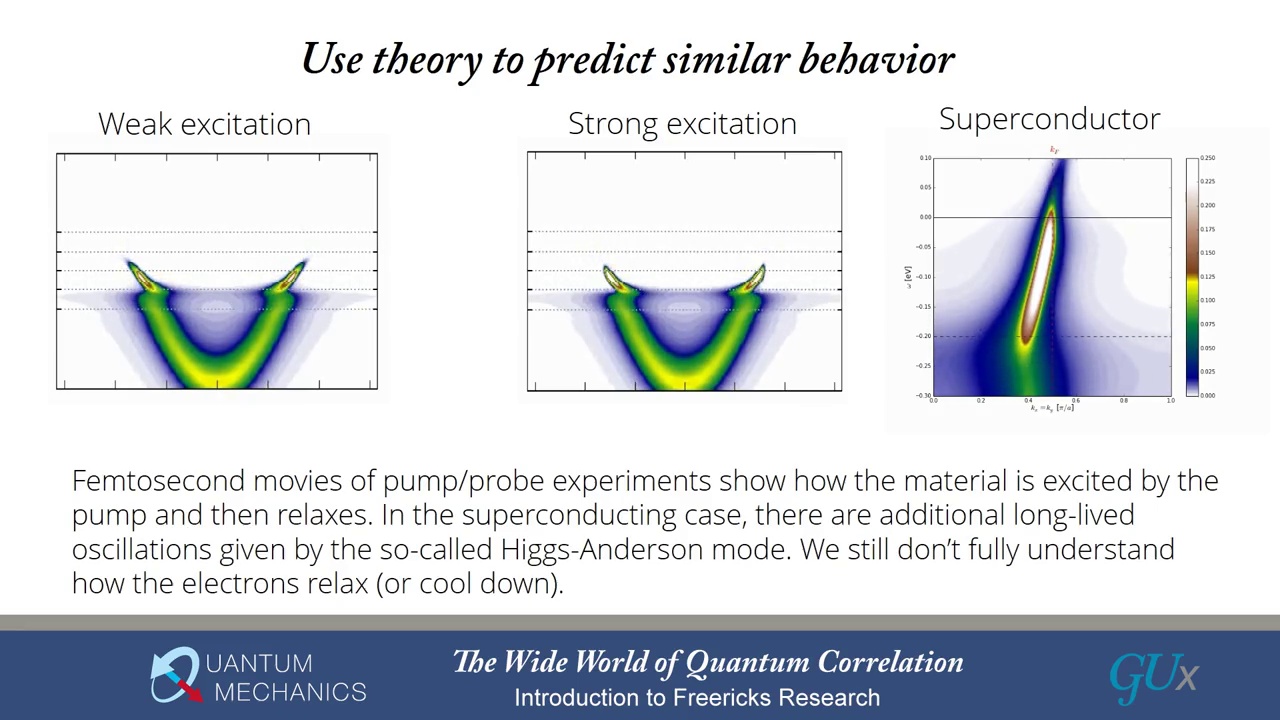 Use theory to predict similar behavior
Weak excitation
Strong excitation
Superconductor
k_F
0.10
0.05
0.00
−0.05
−0.10
−0.15
−0.20
−0.25
−0.30
ω [eV]
0.0 0.2 0.4 0.6 0.8 1.0
k_x = k_y [π/a]
0.250
0.225
0.200
0.175
0.150
0.125
0.100
0.075
0.050
0.025
0.000
Femtosecond movies of pump/probe experiments show how the material is excited by the
pump and then relaxes. In the superconducting case, there are additional long-lived
oscillations given by the so-called Higgs-Anderson mode. We still don’t fully understand
how the electrons relax (or cool down).
QUANTUM
MECHANICS
The Wide World of Quantum Correlation
Introduction to Freericks Research
GUx